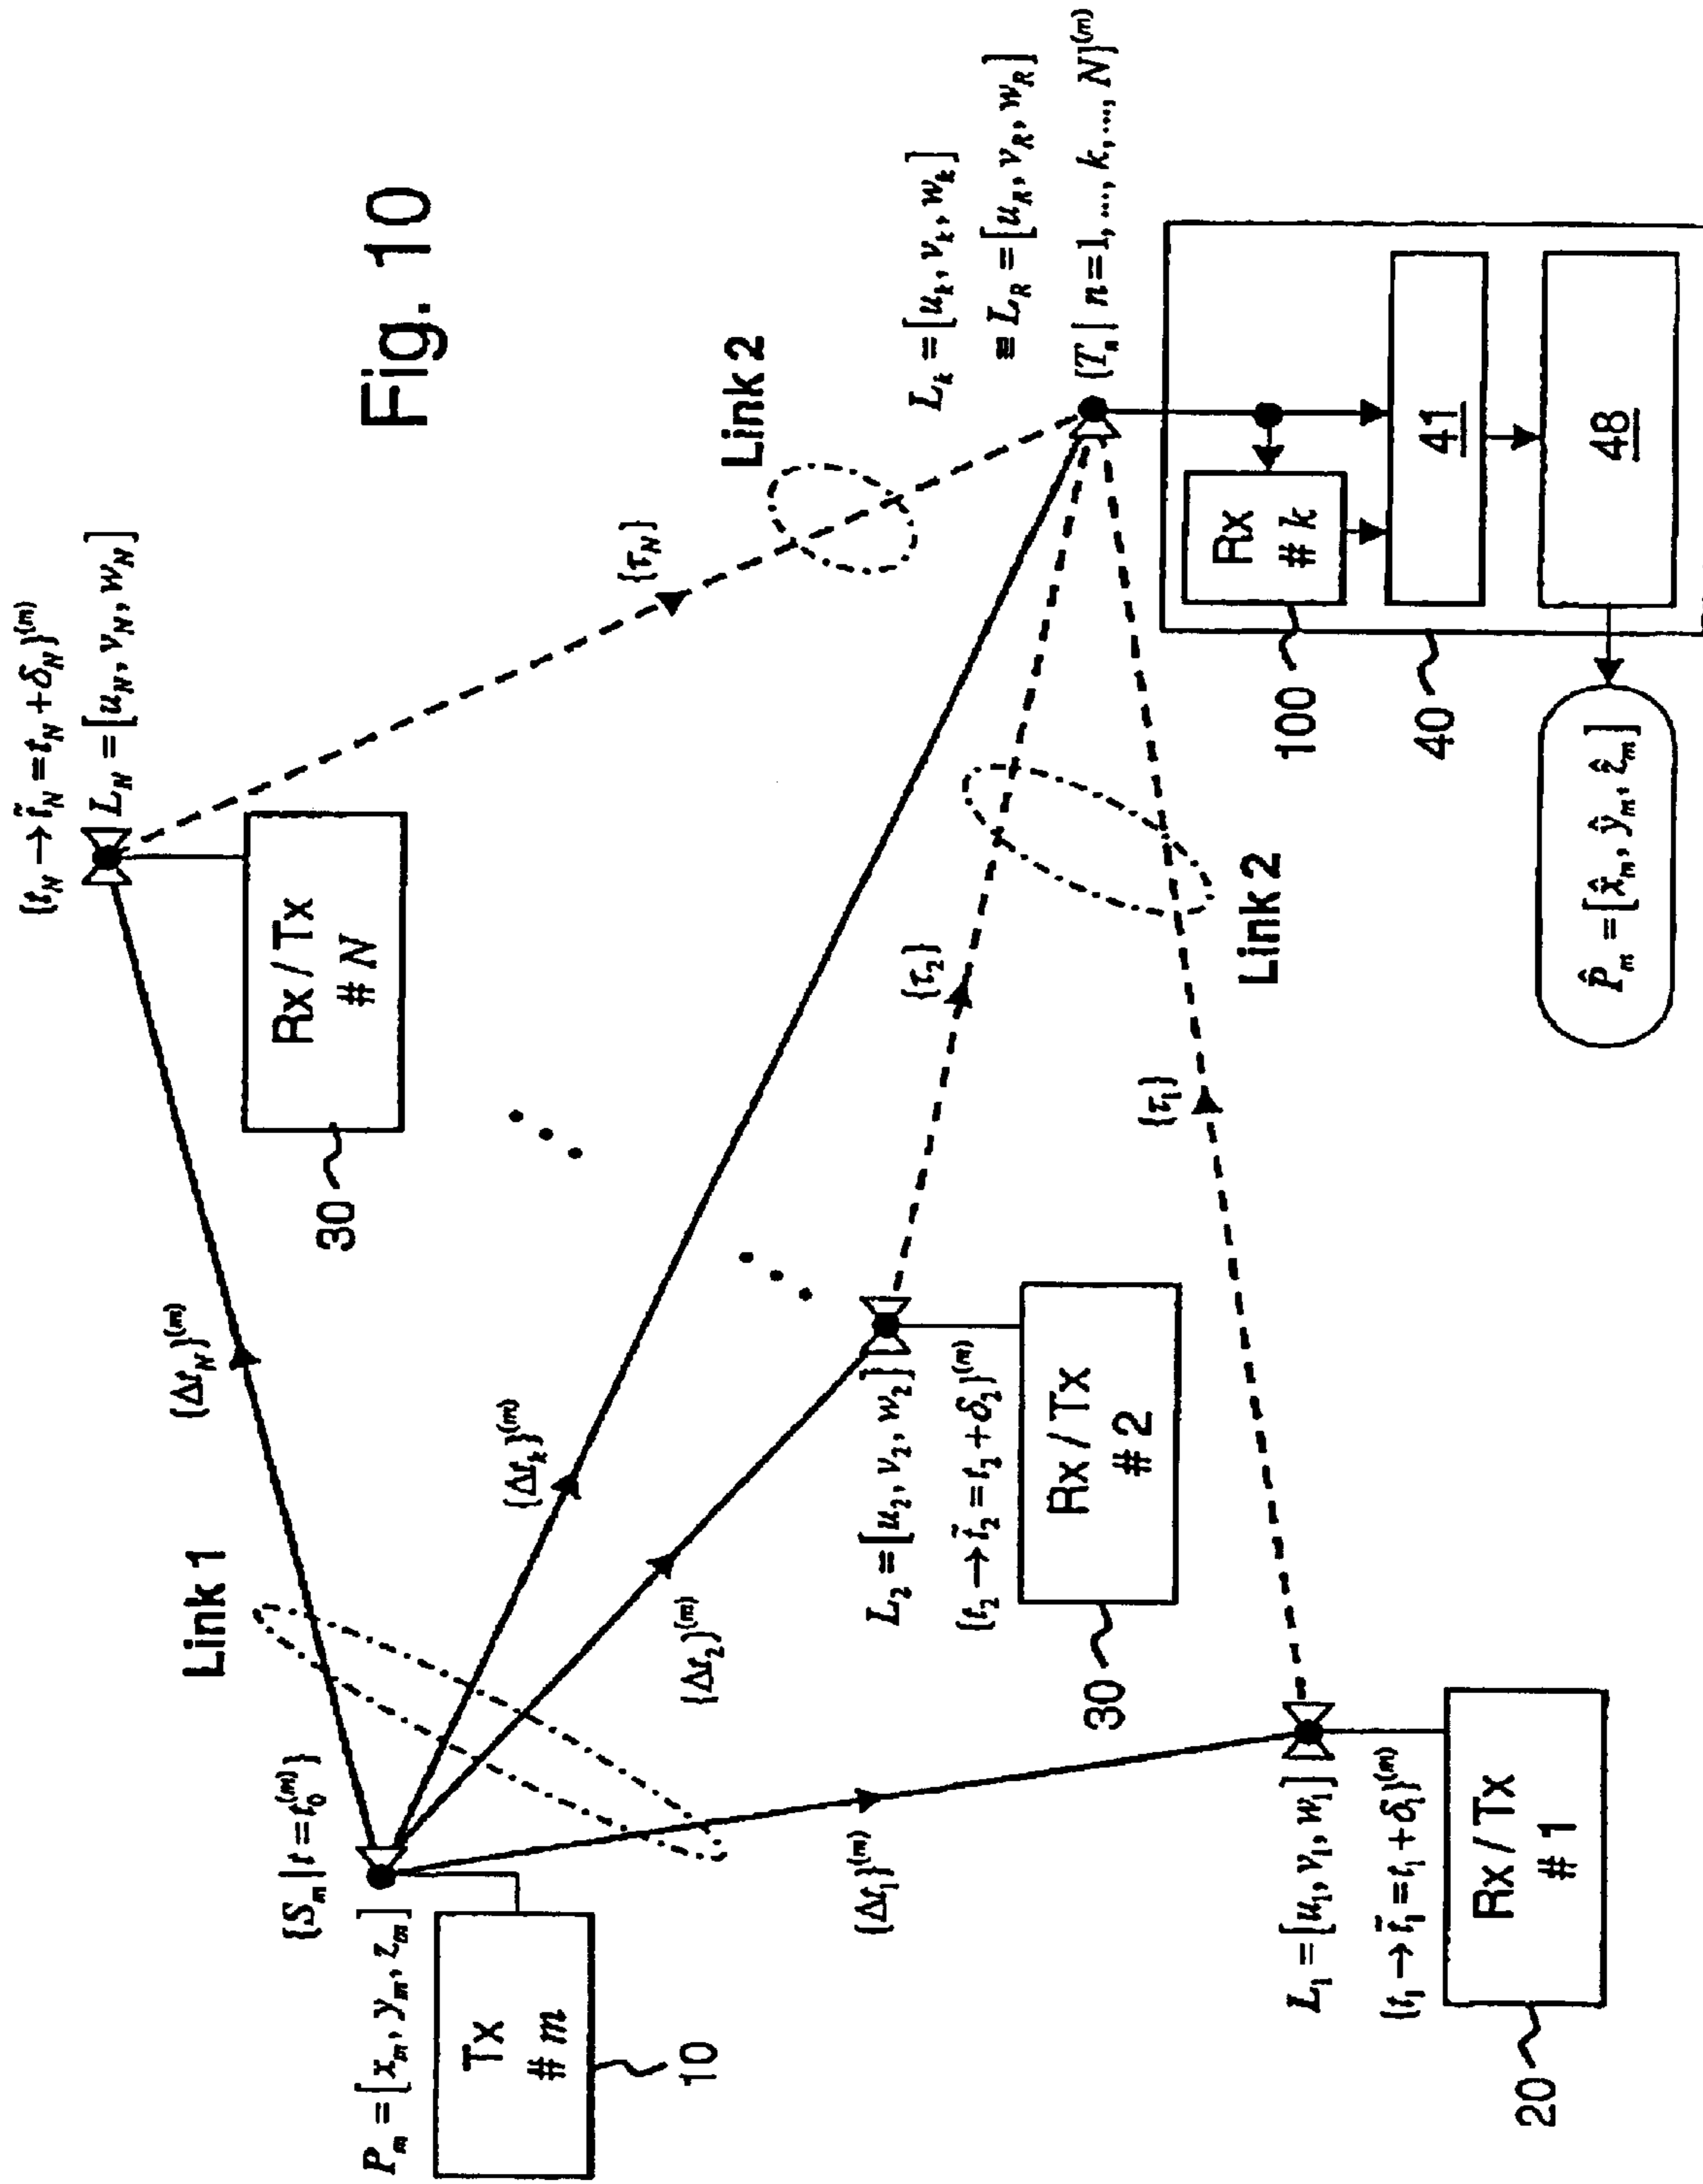 Fig. 10
{t_N → t̃_N = t_N + δ_N}^(m)
L_N = [u_N, v_N, w_N]
Rx / Tx
# N
30
{Δt_N}^(m)
{τ_N}
Link 1
Link 2
{S_m | t = t_0^(m)}
P_m = [x_m, y_m, z_m]
Tx
# m
10
{Δt_k}^(m)
{Δt_2}^(m)
{Δt_1}^(m)
L_2 = [u_2, v_2, w_2]
{t_2 → t̃_2 = t_2 + δ_2}^(m)
Rx / Tx
# 2
30
{τ_2}
{τ_1}
Link 2
L_k = [u_k, v_k, w_k]
≡ L_R = [u_R, v_R, w_R]
{T_n | n = 1, ..., k, ..., N}^(m)
L_1 = [u_1, v_1, w_1]
{t_1 → t̃_1 = t_1 + δ_1}^(m)
Rx / Tx
# 1
20
Rx
# k
100
41
40
48
P̂_m = [x̂_m, ŷ_m, ẑ_m]